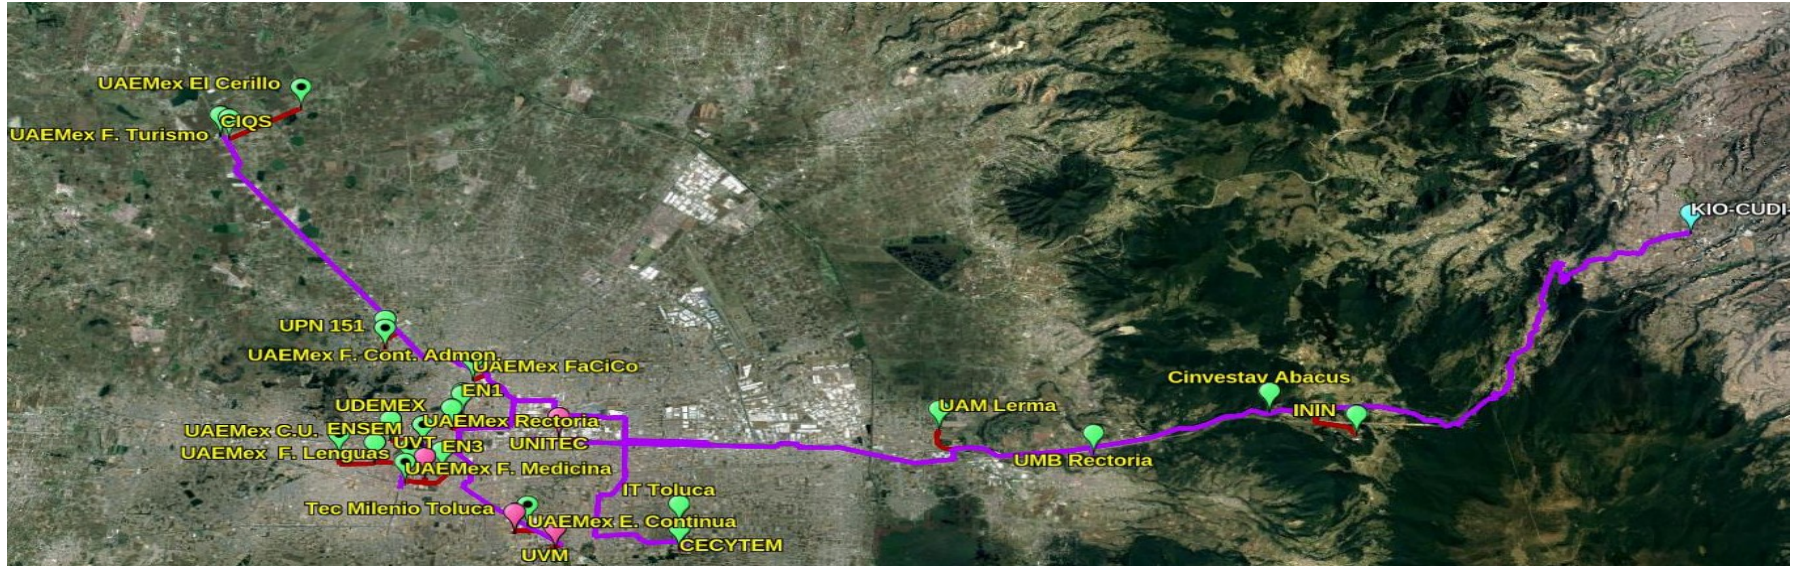 UAEMex El Cerillo
CIQS
UAEMex F. Turismo
KIO-CUDI-
UPN 151
UAEMex F. Cont. Admon.
UAEMex FaCiCo
Cinvestav Abacus
EN1
UDEMEX
UAM Lerma
ININ
UAEMex Rectoria
UAEMex C.U.
ENSEM
UVT
EN3
UNITEC
UAEMex F. Lenguas
UMB Rectoria
UAEMex F. Medicina
IT Toluca
Tec Milenio Toluca
UAEMex E. Continua
CECYTEM
UVM